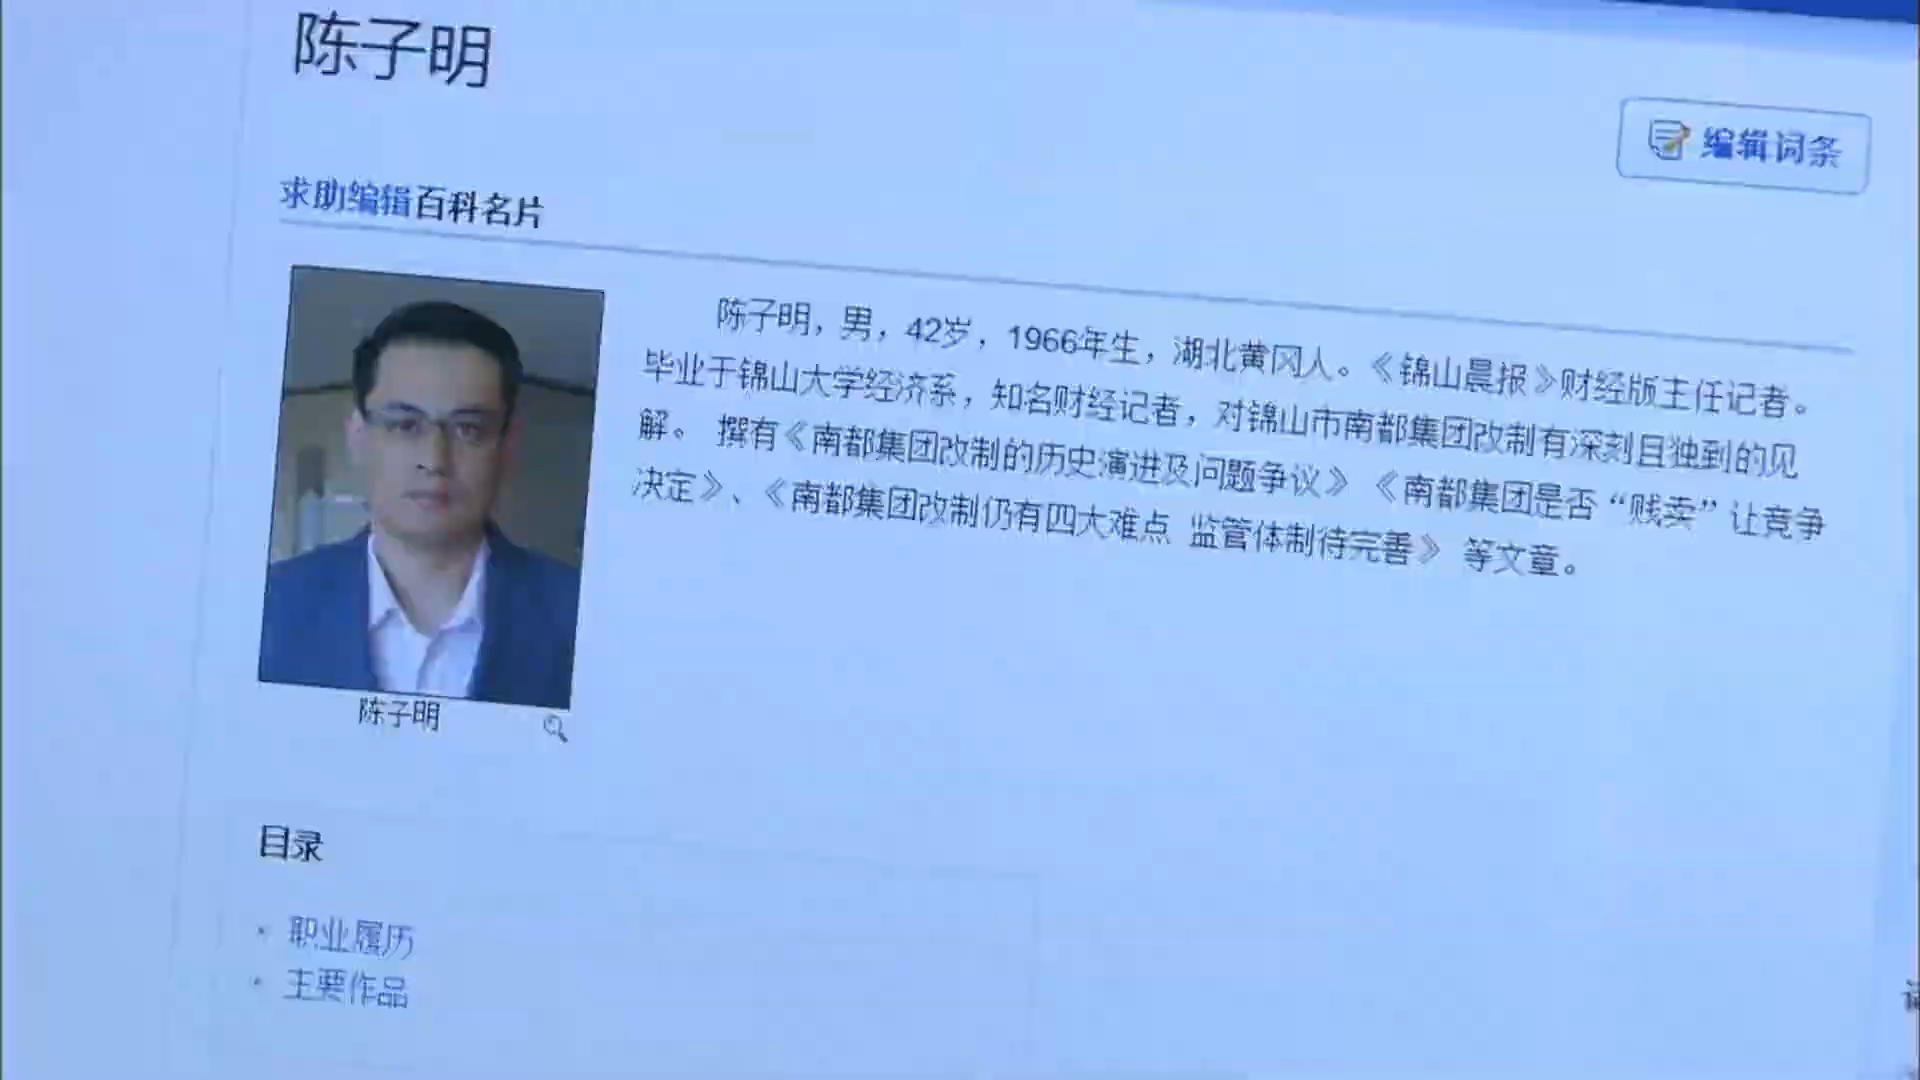 陈子明
编辑词条
求助编辑百科名片
陈子明，男，42岁，1966年生，湖北黄冈人。《锦山晨报》财经版主任记者。
毕业于锦山大学经济系，知名财经记者，对锦山市南都集团改制有深刻且独到的见
解。 撰有《南都集团改制的历史演进及问题争议》《南都集团是否“贱卖”让竞争
决定》、《南都集团改制仍有四大难点 监管体制待完善》 等文章。
陈子明
目录
职业履历
主要作品